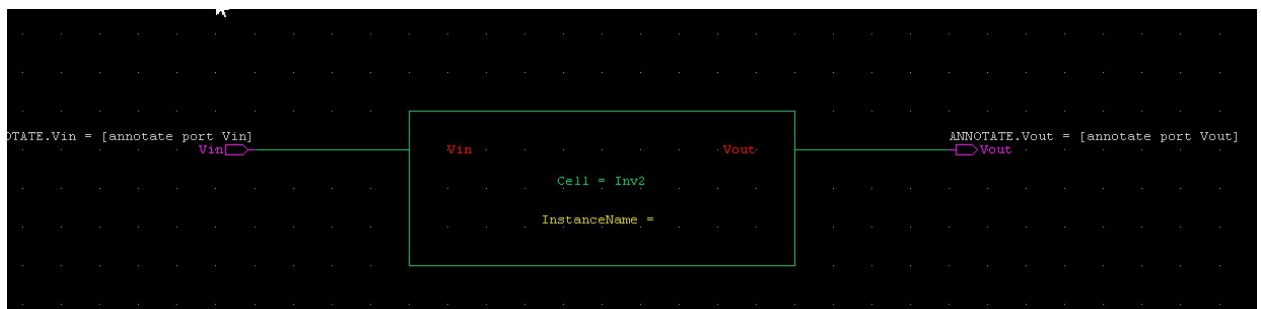 OTATE.Vin = [annotate port Vin]
ANNOTATE.Vout = [annotate port Vout]
Vin
Vin
Vout
Vout
Cell = Inv2
InstanceName =